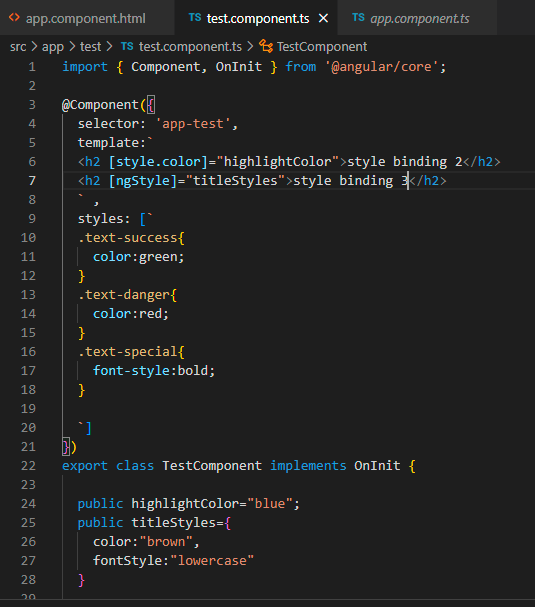 <> app.component.html TS test.component.ts × TS app.component.ts
src > app > test > TS test.component.ts > TestComponent
1 import { Component, OnInit } from '@angular/core';
2
3 @Component({
4 selector: 'app-test',
5 template:`
6 <h2 [style.color]="highlightColor">style binding 2</h2>
7 <h2 [ngStyle]="titleStyles">style binding 3</h2>
8 ` ,
9 styles: [`
10 .text-success{
11 color:green;
12 }
13 .text-danger{
14 color:red;
15 }
16 .text-special{
17 font-style:bold;
18 }
19
20 `]
21 })
22 export class TestComponent implements OnInit {
23
24 public highlightColor="blue";
25 public titleStyles={
26 color:"brown",
27 fontStyle:"lowercase"
28 }
29